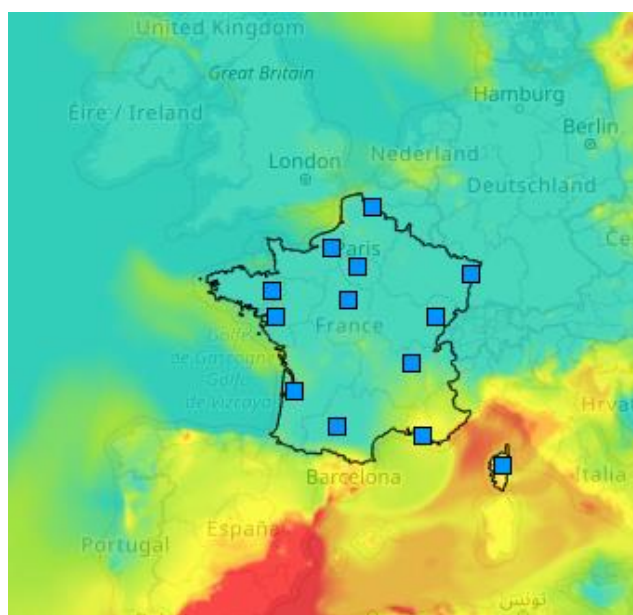 United Kingdom
Great Britain
Éire / Ireland
Hamburg
Berlin
London
Nederland
Deutschland
Paris
France
Golfe
de Gascogne
Golfo
de Vizcaya
Hrvat
Barcelona
Italia
España
Portugal
تونس